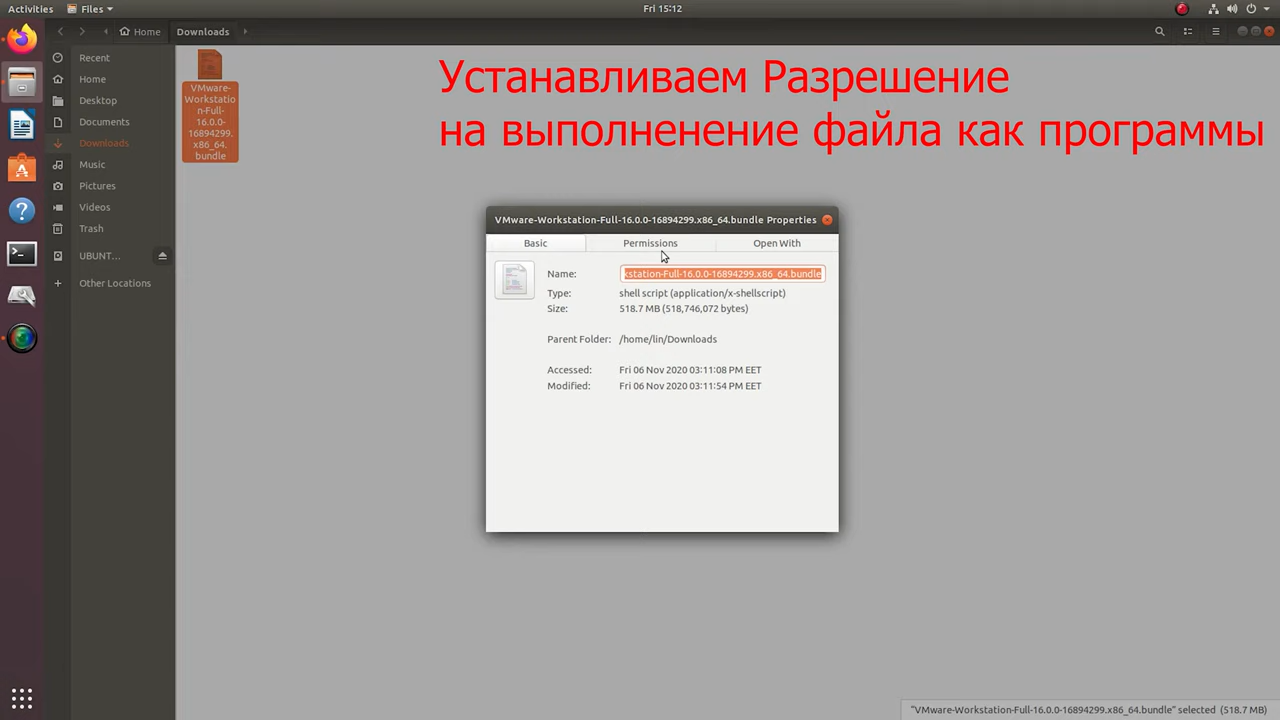 Activities
Files
Fri 15:12
Home
Downloads
Recent
Home
Desktop
Documents
Downloads
Music
Pictures
Videos
Trash
UBUNT…
Other Locations
VMware-
Workstatio
n-Full-
16.0.0-
16894299.
x86_64.
bundle
Устанавливаем Разрешение
на выполненение файла как программы
VMware-Workstation-Full-16.0.0-16894299.x86_64.bundle Properties
Basic
Permissions
Open With
Name:
kstation-Full-16.0.0-16894299.x86_64.bundle
Type:
shell script (application/x-shellscript)
Size:
518.7 MB (518,746,072 bytes)
Parent Folder:
/home/lin/Downloads
Accessed:
Fri 06 Nov 2020 03:11:08 PM EET
Modified:
Fri 06 Nov 2020 03:11:54 PM EET
"VMware-Workstation-Full-16.0.0-16894299.x86_64.bundle" selected (518.7 MB)